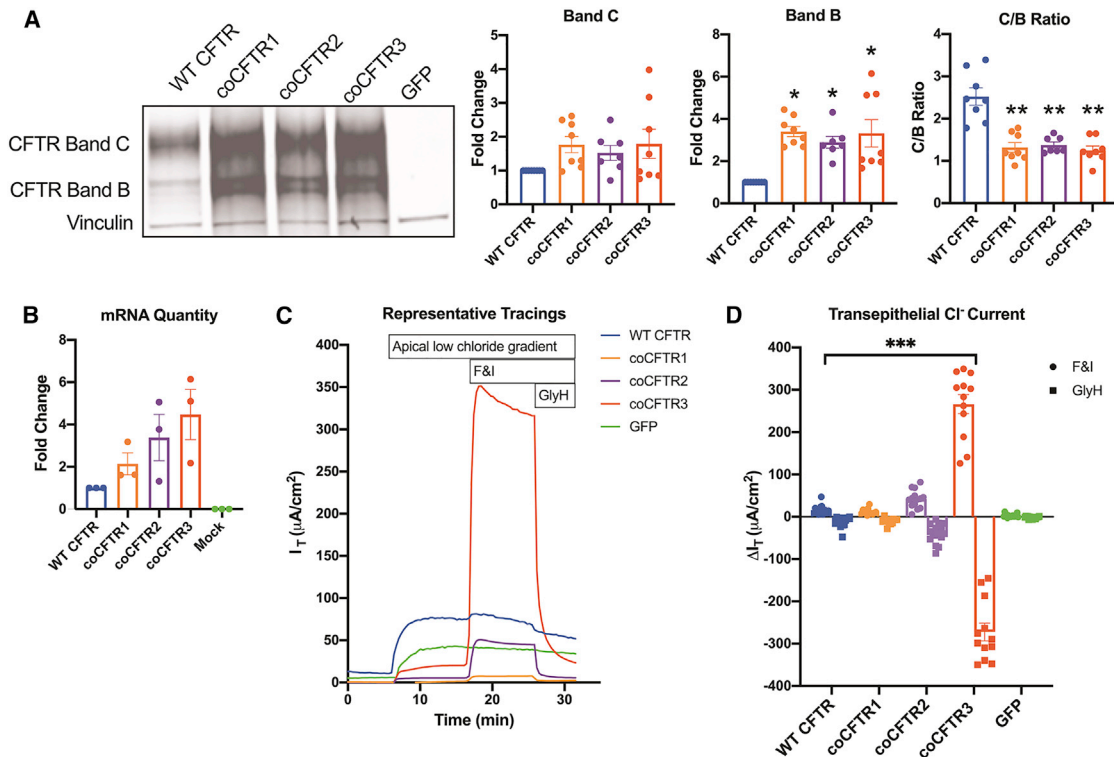 A
WT CFTR
coCFTR1
coCFTR2
coCFTR3
GFP
CFTR Band C
CFTR Band B
Vinculin
Band C
Fold Change
5
4
3
2
1
0
WT CFTR
coCFTR1
coCFTR2
coCFTR3
Band B
Fold Change
8
6
4
2
0
*
*
*
WT CFTR
coCFTR1
coCFTR2
coCFTR3
C/B Ratio
C/B Ratio
4
3
2
1
0
**
**
**
WT CFTR
coCFTR1
coCFTR2
coCFTR3
B
mRNA Quantity
Fold Change
8
6
4
2
0
WT CFTR
coCFTR1
coCFTR2
coCFTR3
Mock
C
Representative Tracings
Apical low chloride gradient
F&I
GlyH
WT CFTR
coCFTR1
coCFTR2
coCFTR3
GFP
I_T (μA/cm²)
400
350
300
250
200
150
100
50
0
0
10
20
30
Time (min)
D
Transepithelial Cl⁻ Current
***
F&I
GlyH
ΔI_T (μA/cm²)
400
300
200
100
0
-100
-200
-300
-400
WT CFTR
coCFTR1
coCFTR2
coCFTR3
GFP